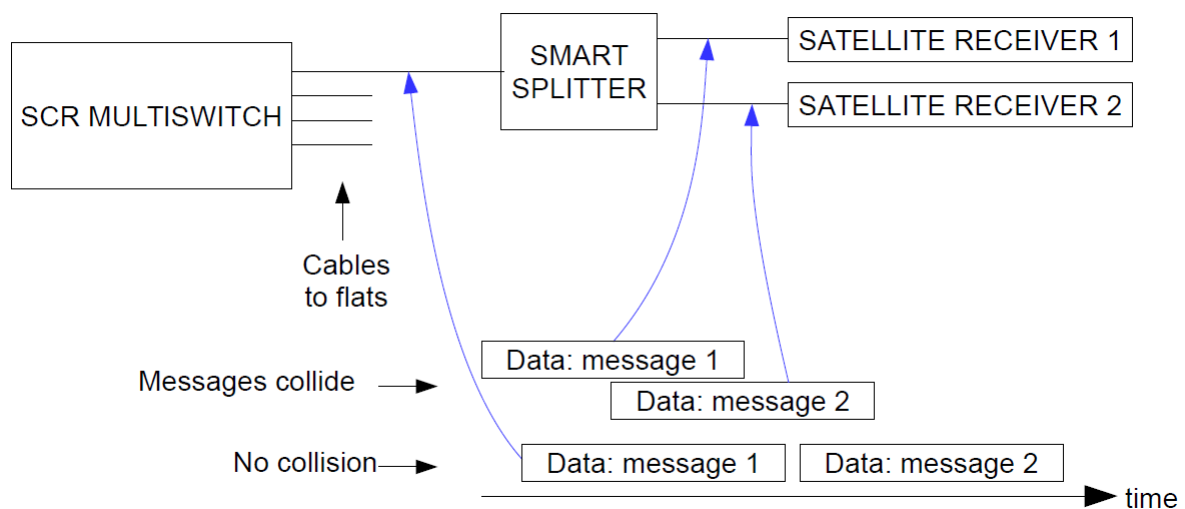 SCR MULTISWITCH
SMART
SPLITTER
SATELLITE RECEIVER 1
SATELLITE RECEIVER 2
Cables
to flats
Messages collide
Data: message 1
Data: message 2
No collision
Data: message 1
Data: message 2
time